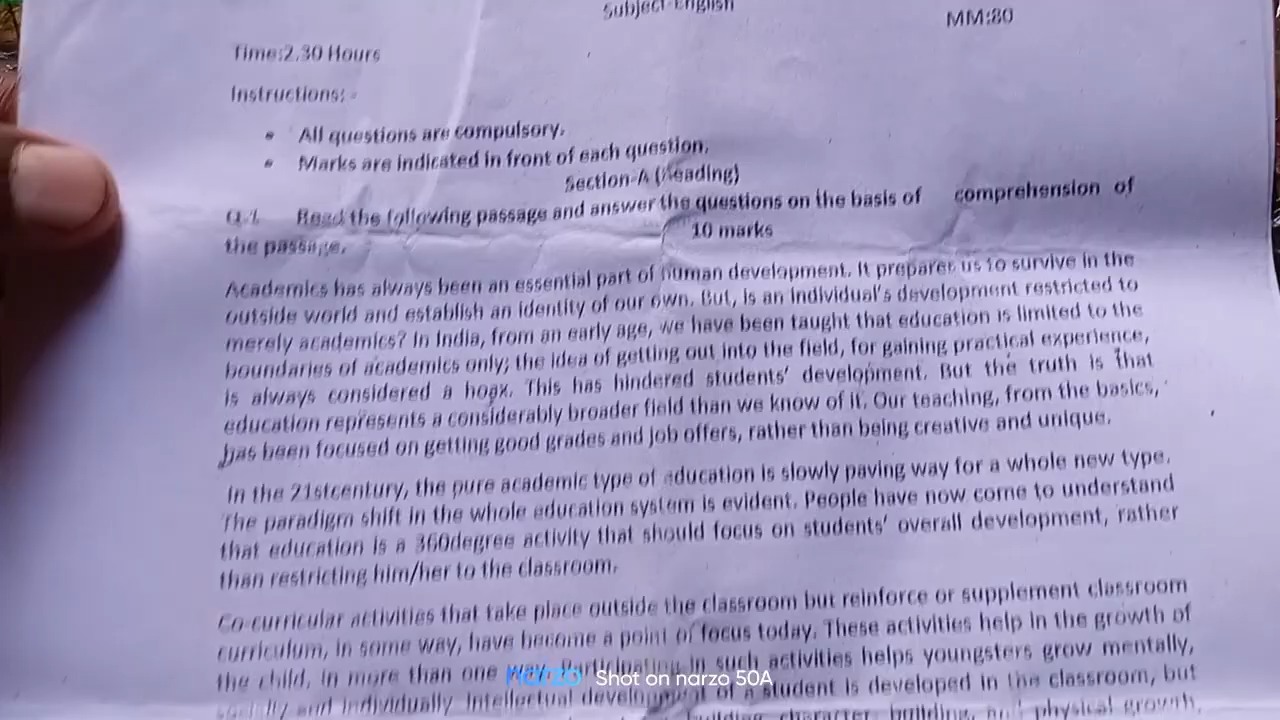 Subject-English
MM:80
Time:2.30 Hours
Instructions: -
• All questions are compulsory.
• Marks are indicated in front of each question.
Section-A (Reading)
Q.1. Read the following passage and answer the questions on the basis of comprehension of
the passage. 10 marks
Academics has always been an essential part of human development. It prepares us to survive in the
outside world and establish an identity of our own. But, is an individual's development restricted to
merely academics? In India, from an early age, we have been taught that education is limited to the
boundaries of academics only; the idea of getting out into the field, for gaining practical experience,
is always considered a hoax. This has hindered students' development. But the truth is that
education represents a considerably broader field than we know of it. Our teaching, from the basics,
has been focused on getting good grades and job offers, rather than being creative and unique.
In the 21stcentury, the pure academic type of education is slowly paving way for a whole new type.
The paradigm shift in the whole education system is evident. People have now come to understand
that education is a 360degree activity that should focus on students' overall development, rather
than restricting him/her to the classroom.
Co-curricular activities that take place outside the classroom but reinforce or supplement classroom
curriculum, in some way, have become a point of focus today. These activities help in the growth of
the child, in more than one way. Participating in such activities helps youngsters grow mentally,
socially and individually. Intellectual development of a student is developed in the classroom, but
building, character building, and physical growth,
narzo Shot on narzo 50A